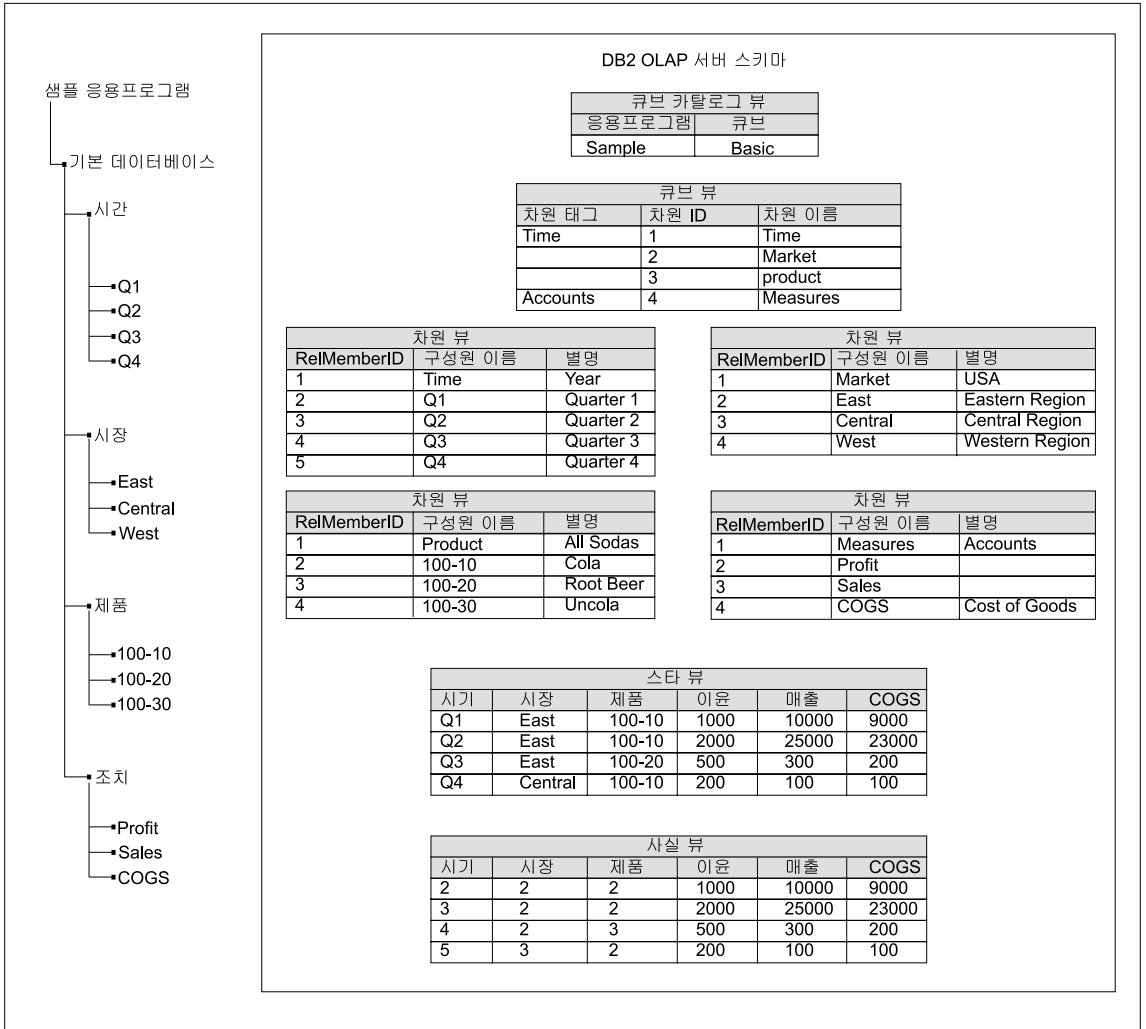 샘플 응용프로그램
기본 데이터베이스
시간
Q1
Q2
Q3
Q4
시장
East
Central
West
제품
100-10
100-20
100-30
조치
Profit
Sales
COGS
DB2 OLAP 서버 스키마
큐브 카탈로그 뷰
응용프로그램 큐브
Sample Basic
큐브 뷰
차원 태그 차원 ID 차원 이름
Time 1 Time
2 Market
3 product
Accounts 4 Measures
차원 뷰
RelMemberID 구성원 이름 별명
1 Time Year
2 Q1 Quarter 1
3 Q2 Quarter 2
4 Q3 Quarter 3
5 Q4 Quarter 4
차원 뷰
RelMemberID 구성원 이름 별명
1 Market USA
2 East Eastern Region
3 Central Central Region
4 West Western Region
차원 뷰
RelMemberID 구성원 이름 별명
1 Product All Sodas
2 100-10 Cola
3 100-20 Root Beer
4 100-30 Uncola
차원 뷰
RelMemberID 구성원 이름 별명
1 Measures Accounts
2 Profit
3 Sales
4 COGS Cost of Goods
스타 뷰
시기 시장 제품 이윤 매출 COGS
Q1 East 100-10 1000 10000 9000
Q2 East 100-10 2000 25000 23000
Q3 East 100-20 500 300 200
Q4 Central 100-10 200 100 100
사실 뷰
시기 시장 제품 이윤 매출 COGS
2 2 2 1000 10000 9000
3 2 2 2000 25000 23000
4 2 3 500 300 200
5 3 2 200 100 100